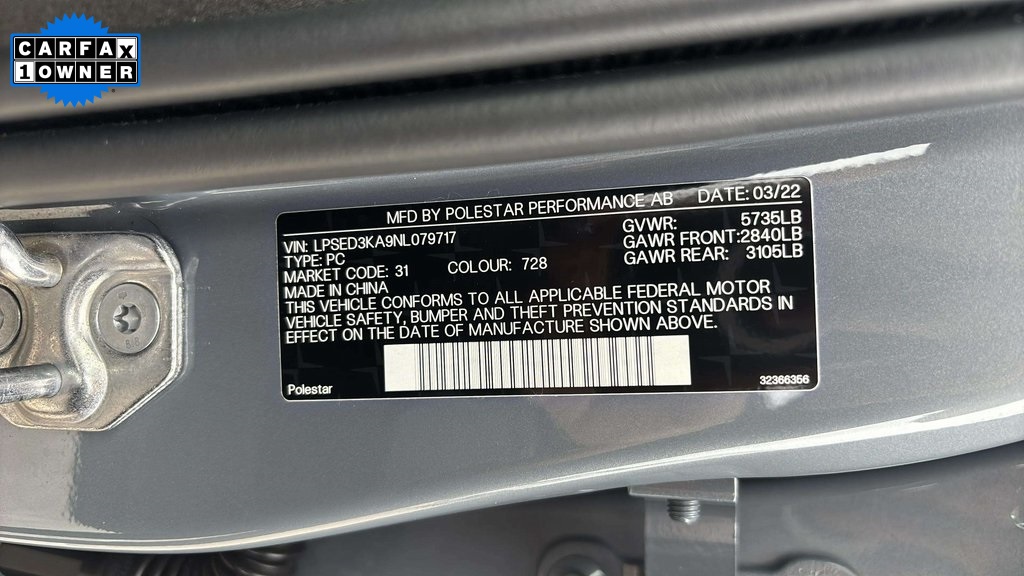 CARFAX
1 OWNER
MFD BY POLESTAR PERFORMANCE AB DATE: 03/22
VIN: LPSED3KA9NL079717 GVWR: 5735LB
TYPE: PC GAWR FRONT:2840LB
MARKET CODE: 31 COLOUR: 728 GAWR REAR: 3105LB
MADE IN CHINA
THIS VEHICLE CONFORMS TO ALL APPLICABLE FEDERAL MOTOR
VEHICLE SAFETY, BUMPER AND THEFT PREVENTION STANDARDS IN
EFFECT ON THE DATE OF MANUFACTURE SHOWN ABOVE.
Polestar 32366356